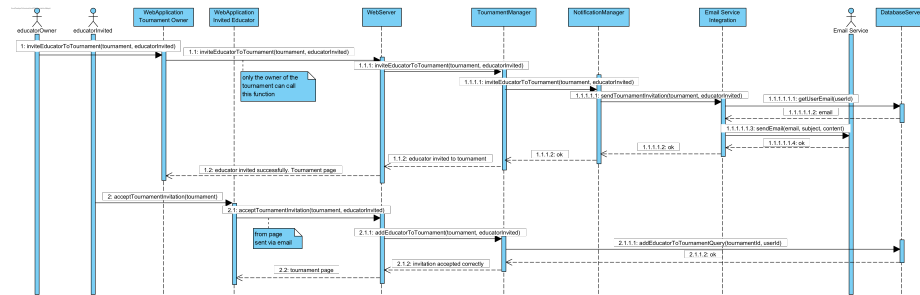 WebApplication
Tournament Owner
WebApplication
Invited Educator
WebServer
TournamentManager
NotificationManager
Email Service
Integration
DatabaseServer
educatorOwner
educatorInvited
Email Service
1: inviteEducatorToTournament(tournament, educatorInvited)
1.1: inviteEducatorToTournament(tournament, educatorInvited)
only the owner of the
tournament can call
this function
1.1.1: inviteEducatorToTournament(tournament, educatorInvited)
1.1.1.1: inviteEducatorToTournament(tournament, educatorInvited)
1.1.1.1.1: sendTournamentInvitation(tournament, educatorInvited)
1.1.1.1.1.1: getUserEmail(userId)
1.1.1.1.1.2: email
1.1.1.1.1.3: sendEmail(email, subject, content)
1.1.1.1.1.4: ok
1.1.1.1.2: ok
1.1.1.2: ok
1.1.2: educator invited to tournament
1.2: educator invited successfully. Tournament page
2: acceptTournamentInvitation(tournament)
2.1: acceptTournamentInvitation(tournament, educatorInvited)
from page
sent via email
2.1.1: addEducatorToTournament(tournament, educatorInvited)
2.1.1.1: addEducatorToTournamentQuery(tournamentId, userId)
2.1.1.2: ok
2.1.2: invitation accepted correctly
2.2: tournament page